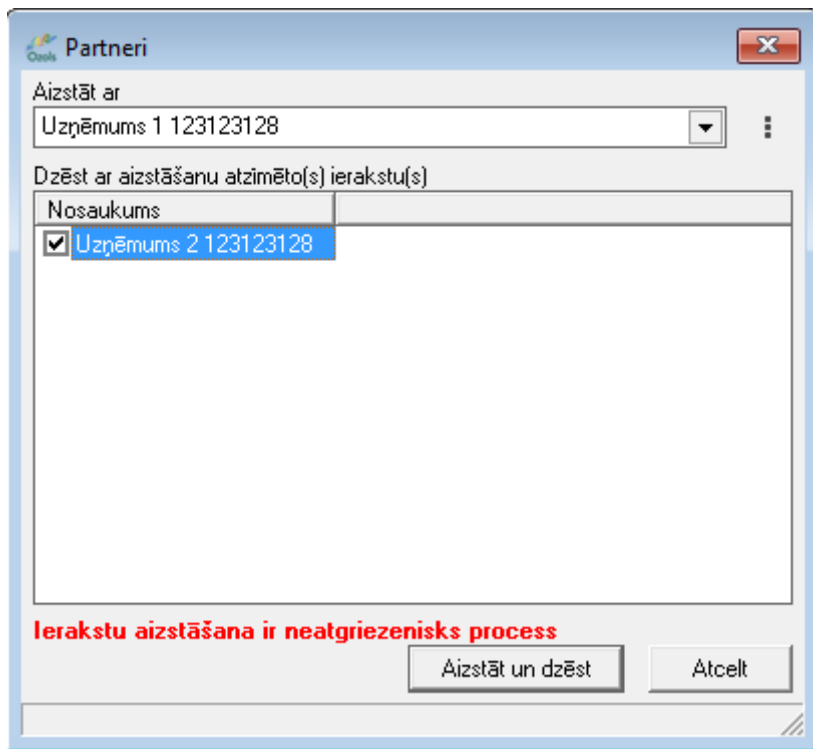 Ozols
Partneri
Aizstāt ar
Uzņēmums 1 123123128
Dzēst ar aizstāšanu atzīmēto(s) ierakstu(s)
Nosaukums
Uzņēmums 2 123123128
Ierakstu aizstāšana ir neatgriezenisks process
Aizstāt un dzēst
Atcelt